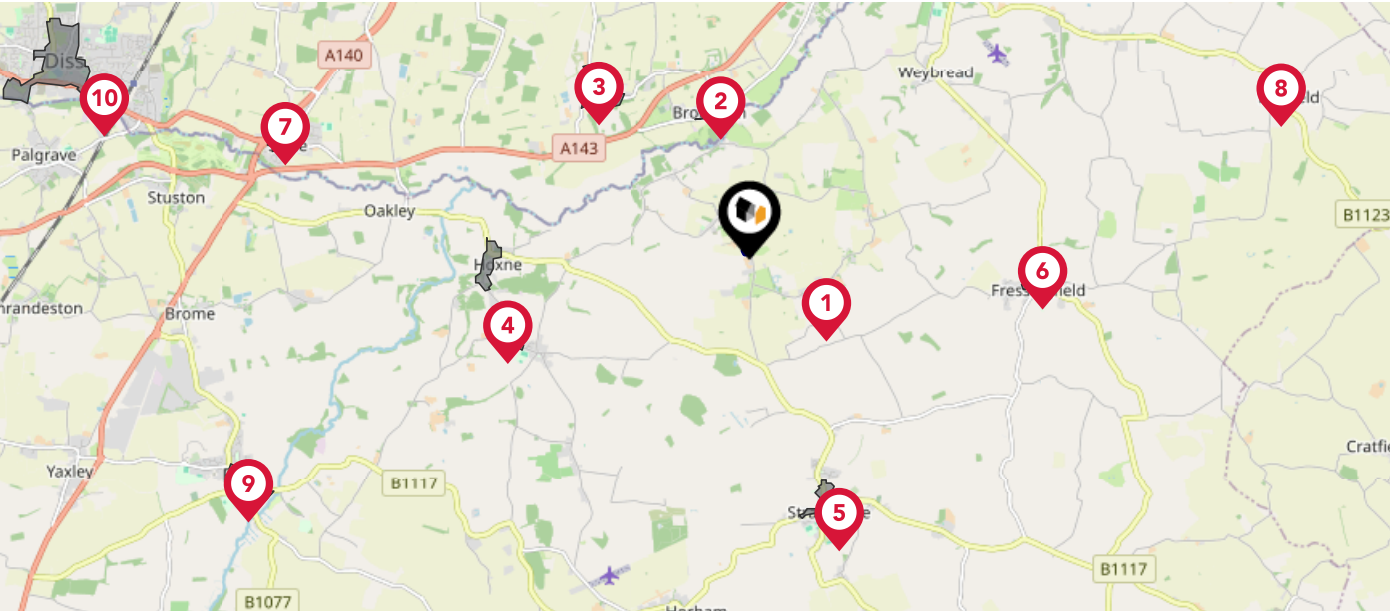 A140
Diss
Weybread
10
3
2
8
7
A143
Palgrave
Stuston
Oakley
B1123
Hoxne
6
1
Brome
4
Yaxley
B1117
9
5
B1117
B1077